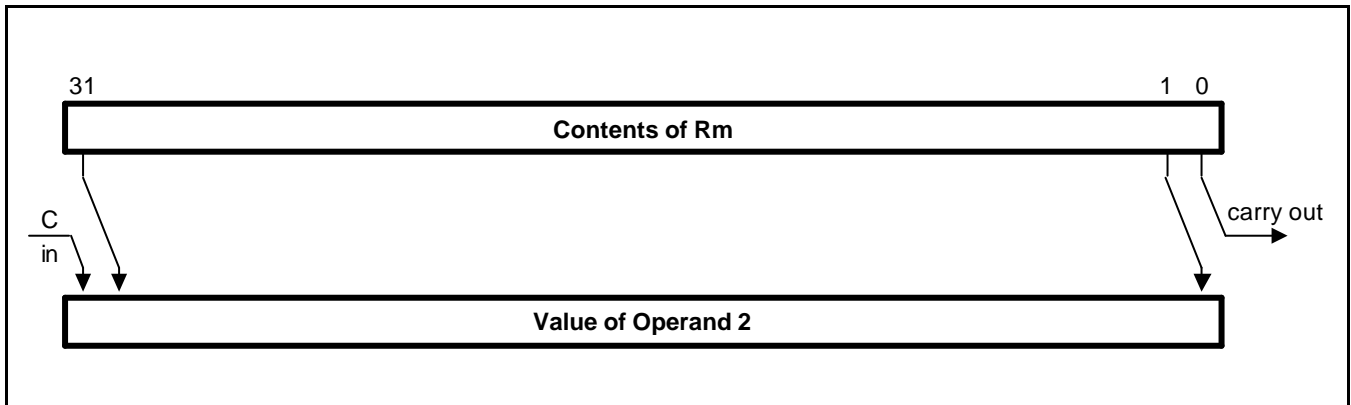 31
1 0
Contents of Rm
C
in
carry out
Value of Operand 2